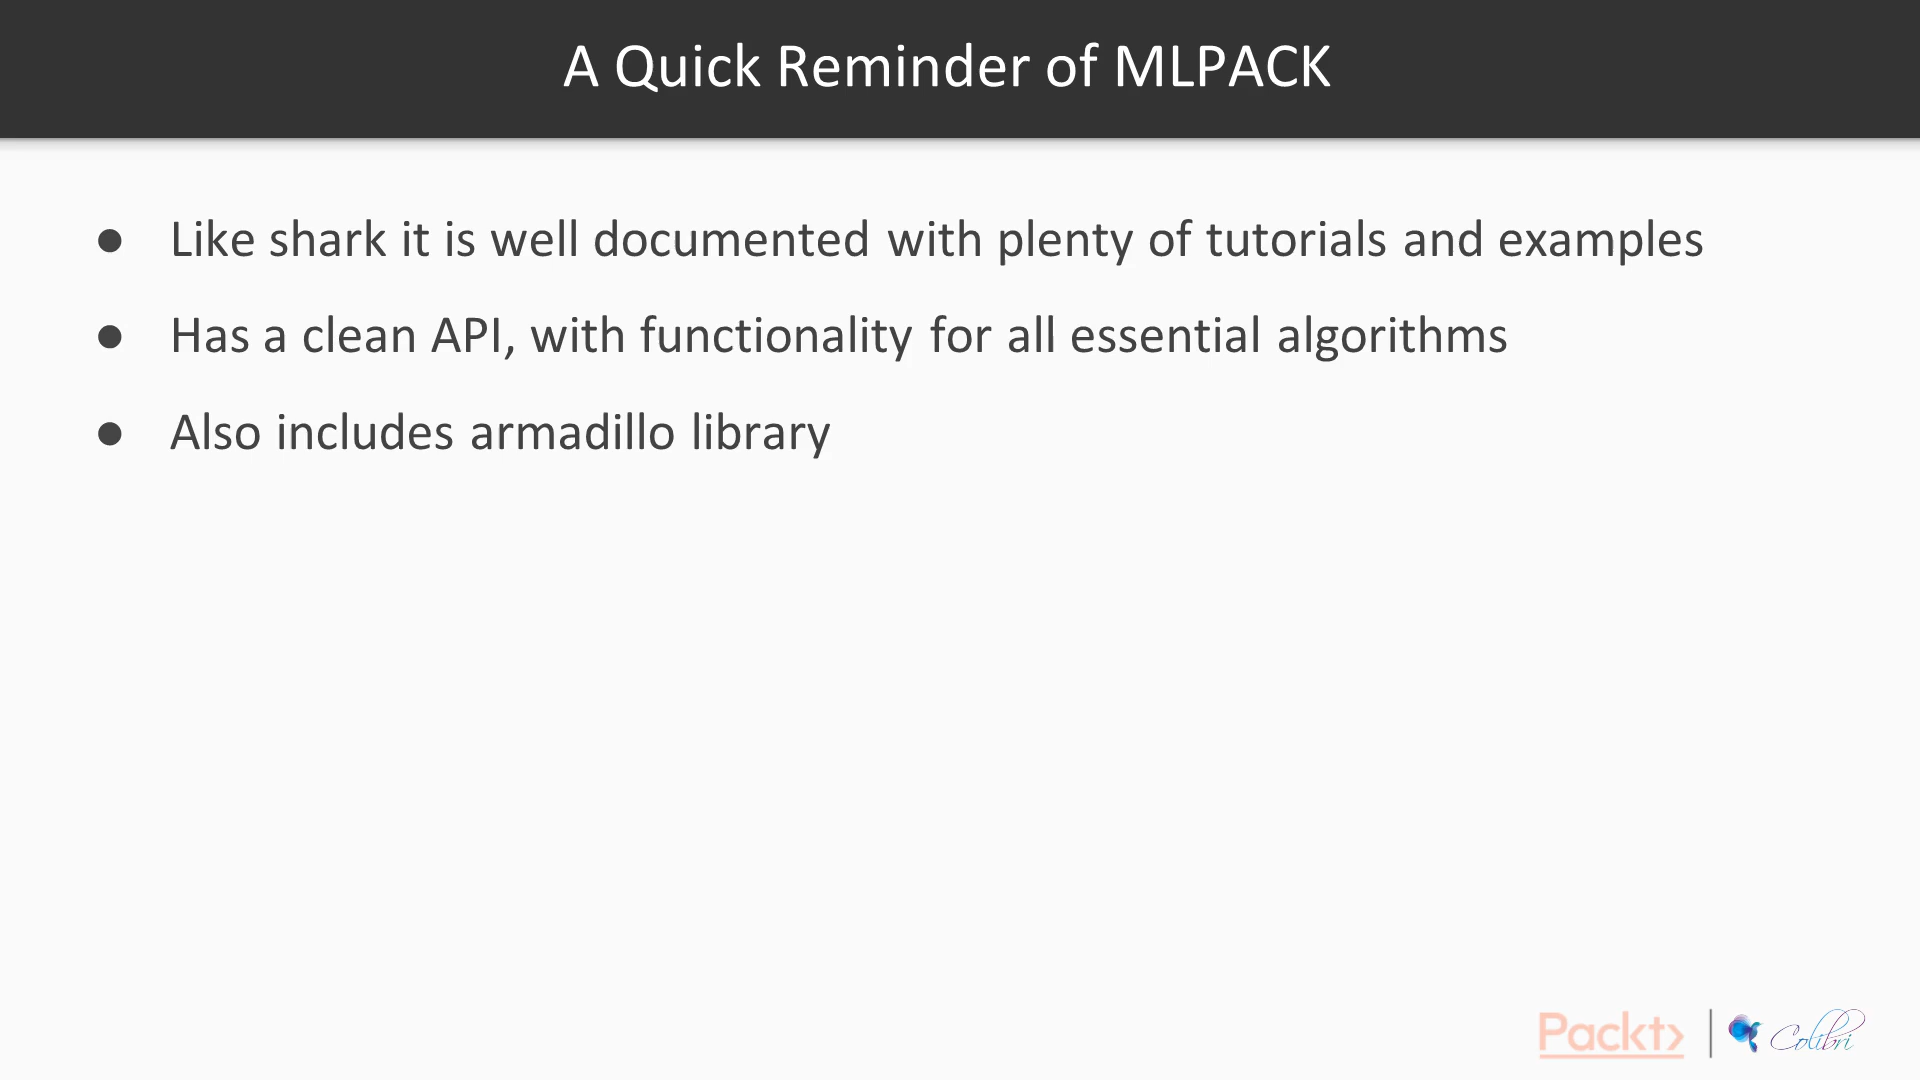 A Quick Reminder of MLPACK
● Like shark it is well documented with plenty of tutorials and examples
● Has a clean API, with functionality for all essential algorithms
● Also includes armadillo library
Packt> | Colibri